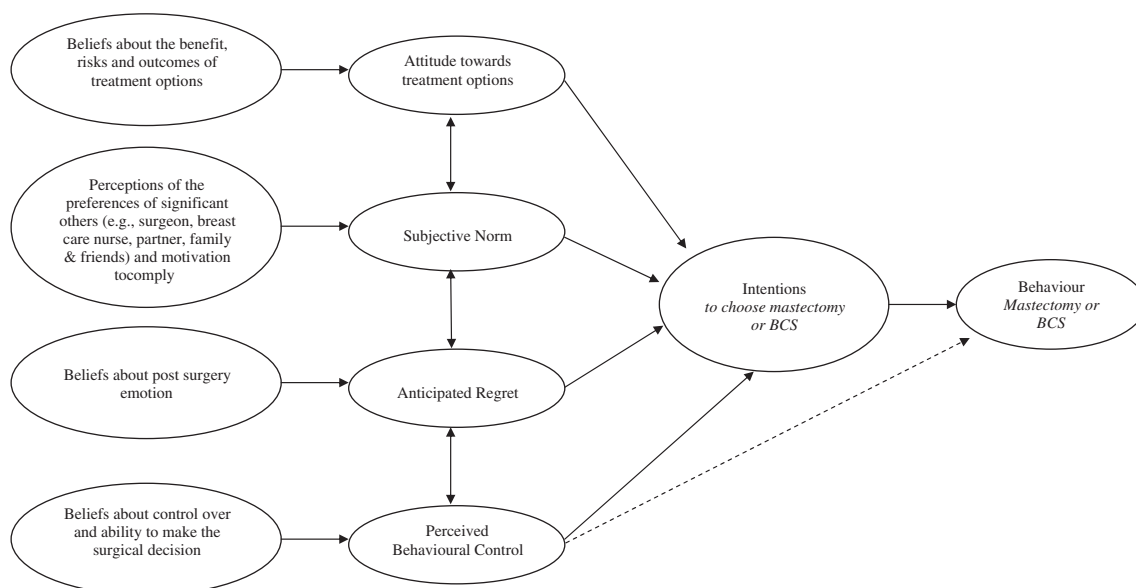 Beliefs about the benefit,
risks and outcomes of
treatment options
Attitude towards
treatment options
Perceptions of the
preferences of significant
others (e.g., surgeon, breast
care nurse, partner, family
& friends) and motivation
tocomply
Subjective Norm
Intentions
to choose mastectomy
or BCS
Behaviour
Mastectomy or
BCS
Beliefs about post surgery
emotion
Anticipated Regret
Beliefs about control over
and ability to make the
surgical decision
Perceived
Behavioural Control